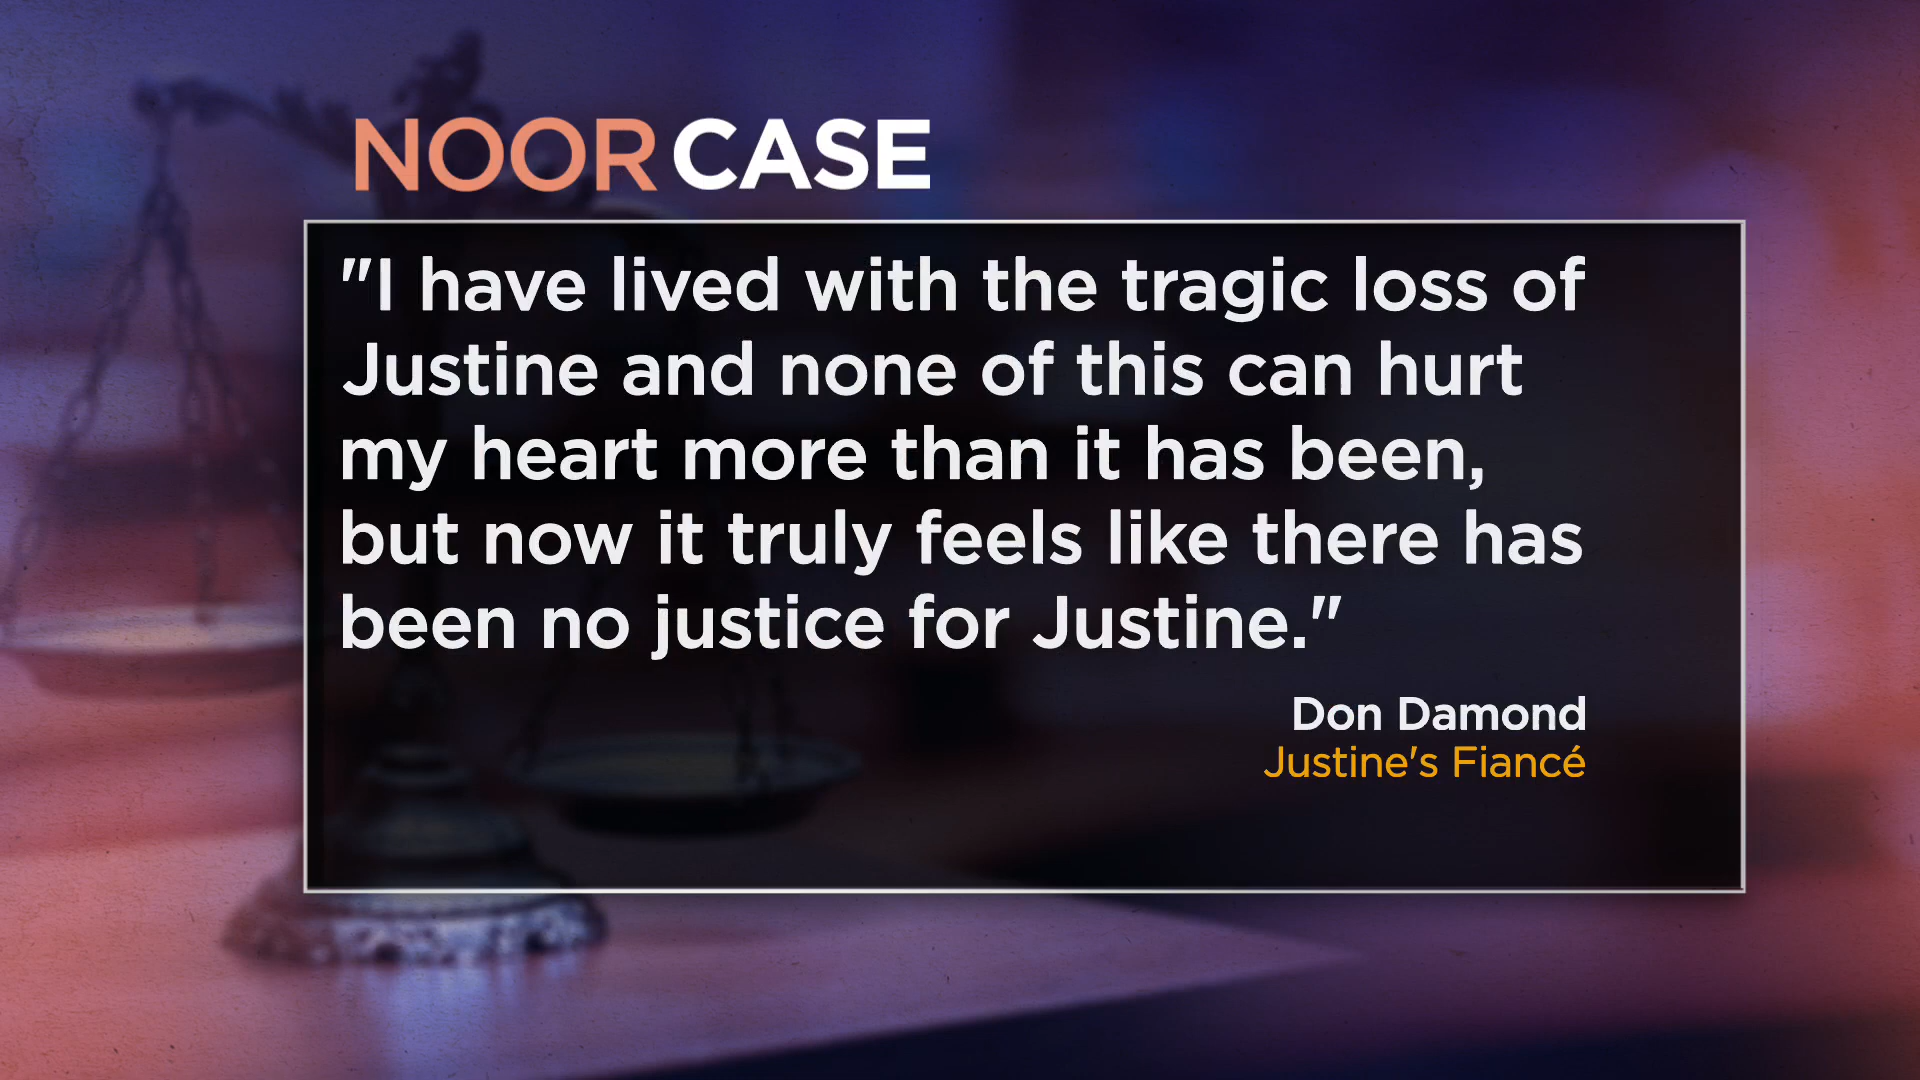 NOOR CASE
"I have lived with the tragic loss of
Justine and none of this can hurt
my heart more than it has been,
but now it truly feels like there has
been no justice for Justine."
Don Damond
Justine's Fiancé